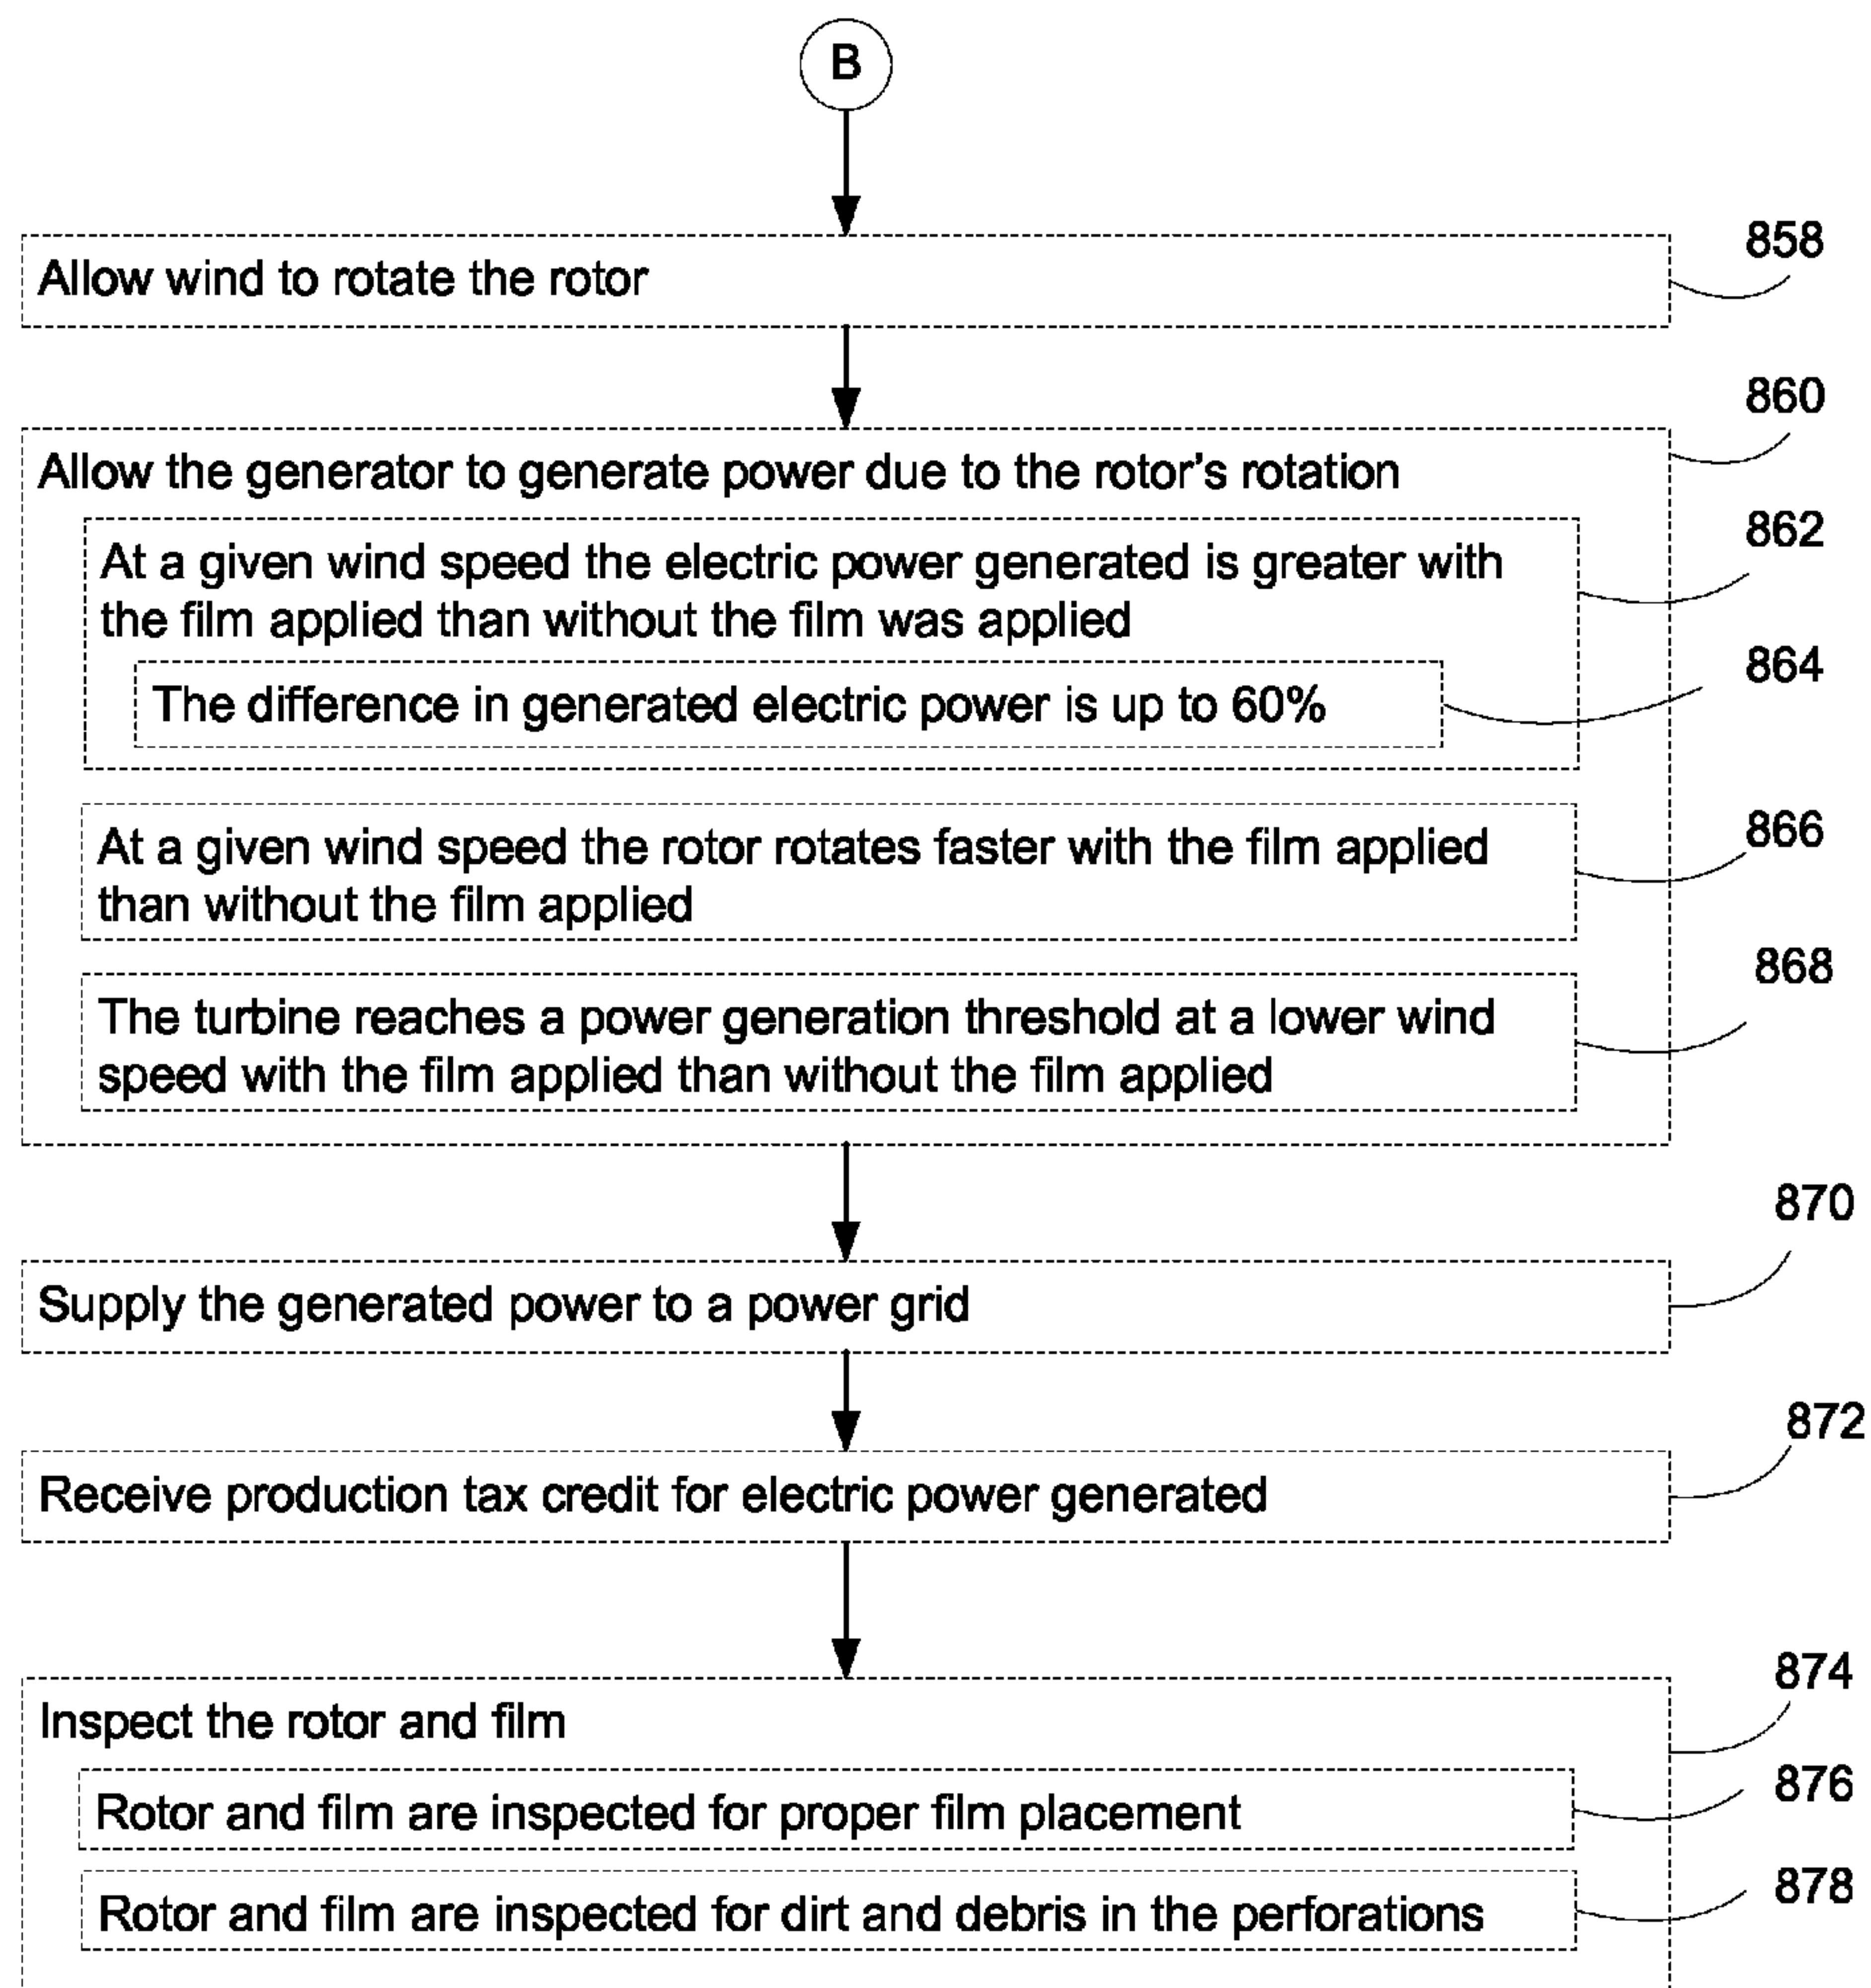 B
858
Allow wind to rotate the rotor
860
Allow the generator to generate power due to the rotor's rotation
862
At a given wind speed the electric power generated is greater with
the film applied than without the film was applied
864
The difference in generated electric power is up to 60%
866
At a given wind speed the rotor rotates faster with the film applied
than without the film applied
868
The turbine reaches a power generation threshold at a lower wind
speed with the film applied than without the film applied
870
Supply the generated power to a power grid
872
Receive production tax credit for electric power generated
874
Inspect the rotor and film
876
Rotor and film are inspected for proper film placement
878
Rotor and film are inspected for dirt and debris in the perforations